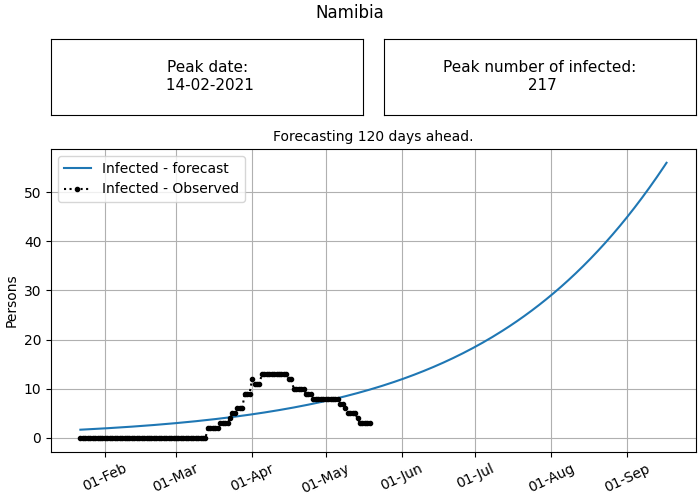 Namibia
Peak date:
14-02-2021
Peak number of infected:
217
Forecasting 120 days ahead.
Infected - forecast
Infected - Observed
Persons
50
40
30
20
10
0
01-Feb
01-Mar
01-Apr
01-May
01-Jun
01-Jul
01-Aug
01-Sep